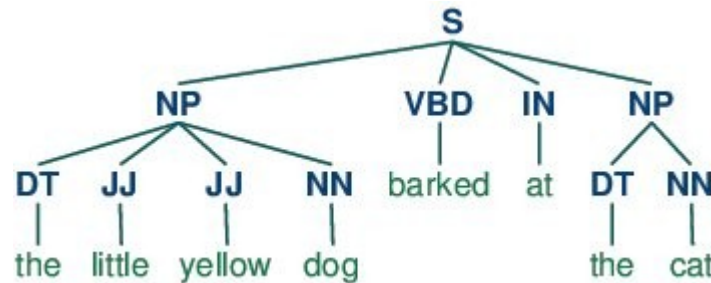 S
NP VBD IN NP
DT JJ JJ NN barked at DT NN
the little yellow dog the cat